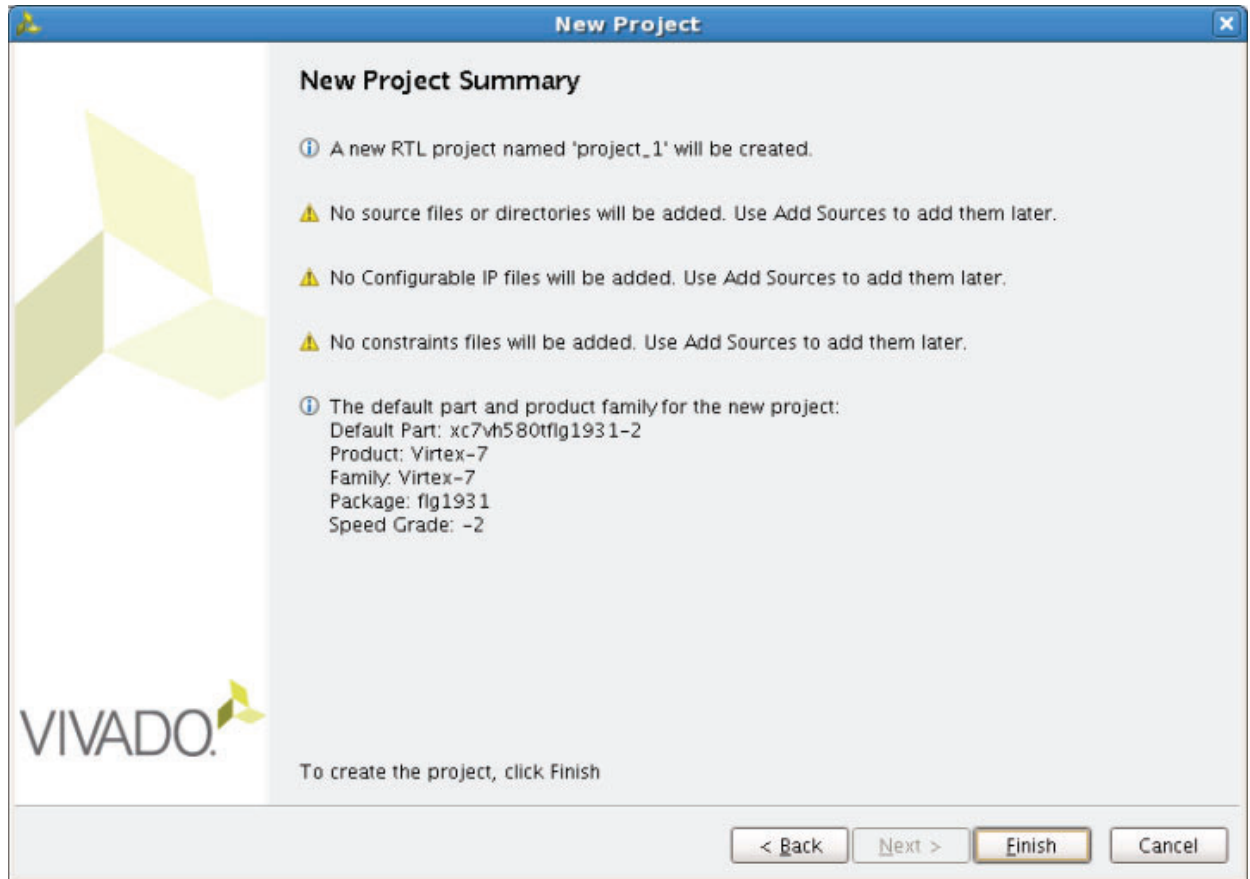 New Project
New Project Summary
A new RTL project named 'project_1' will be created.
No source files or directories will be added. Use Add Sources to add them later.
No Configurable IP files will be added. Use Add Sources to add them later.
No constraints files will be added. Use Add Sources to add them later.
The default part and product family for the new project:
Default Part: xc7vh580tflg1931-2
Product: Virtex-7
Family: Virtex-7
Package: flg1931
Speed Grade: -2
VIVADO.
To create the project, click Finish
< Back Next > Finish Cancel